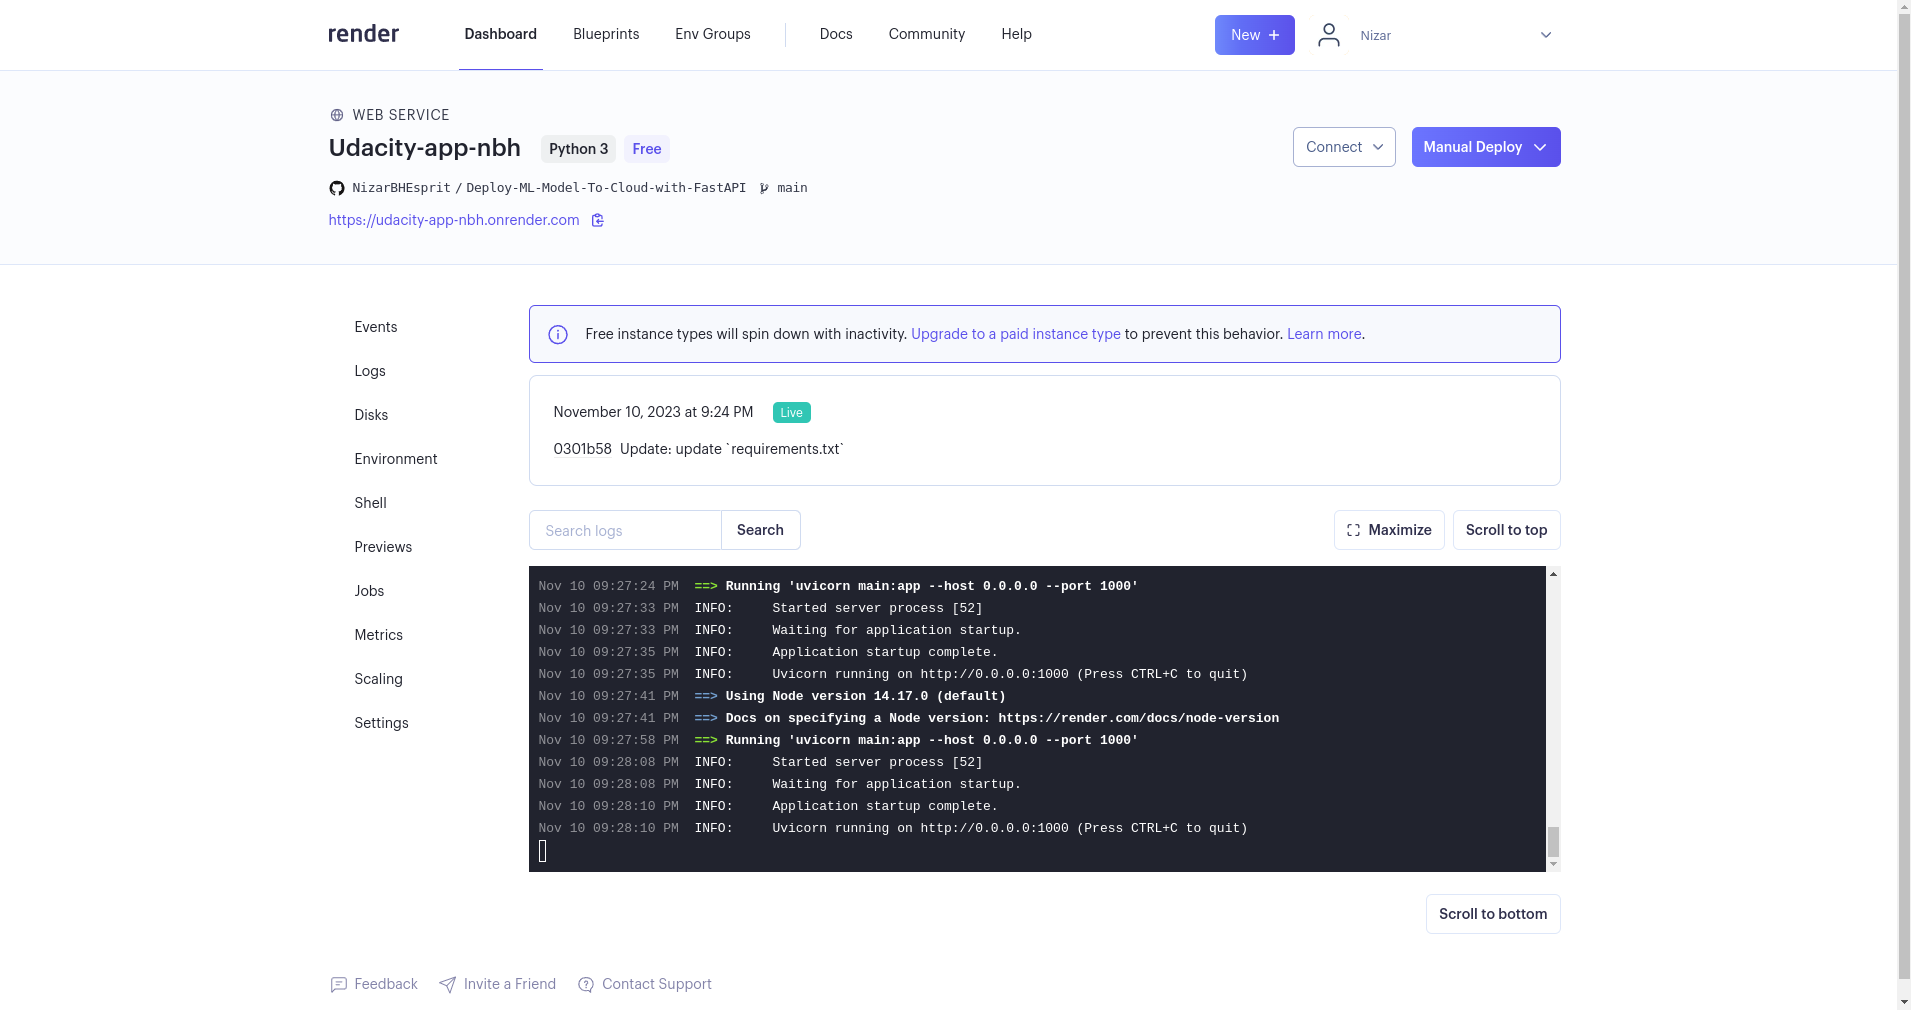 render Dashboard Blueprints Env Groups Docs Community Help New + Nizar
WEB SERVICE
Udacity-app-nbh Python 3 Free Connect Manual Deploy
NizarBHEsprit / Deploy-ML-Model-To-Cloud-with-FastAPI main
https://udacity-app-nbh.onrender.com
Events
Logs
Disks
Environment
Shell
Previews
Jobs
Metrics
Scaling
Settings
Free instance types will spin down with inactivity. Upgrade to a paid instance type to prevent this behavior. Learn more.
November 10, 2023 at 9:24 PM Live
0301b58 Update: update `requirements.txt`
Search logs Search Maximize Scroll to top
Nov 10 09:27:24 PM ==> Running 'uvicorn main:app --host 0.0.0.0 --port 1000'
Nov 10 09:27:33 PM INFO: Started server process [52]
Nov 10 09:27:33 PM INFO: Waiting for application startup.
Nov 10 09:27:35 PM INFO: Application startup complete.
Nov 10 09:27:35 PM INFO: Uvicorn running on http://0.0.0.0:1000 (Press CTRL+C to quit)
Nov 10 09:27:41 PM ==> Using Node version 14.17.0 (default)
Nov 10 09:27:41 PM ==> Docs on specifying a Node version: https://render.com/docs/node-version
Nov 10 09:27:58 PM ==> Running 'uvicorn main:app --host 0.0.0.0 --port 1000'
Nov 10 09:28:08 PM INFO: Started server process [52]
Nov 10 09:28:08 PM INFO: Waiting for application startup.
Nov 10 09:28:10 PM INFO: Application startup complete.
Nov 10 09:28:10 PM INFO: Uvicorn running on http://0.0.0.0:1000 (Press CTRL+C to quit)
Scroll to bottom
Feedback Invite a Friend Contact Support